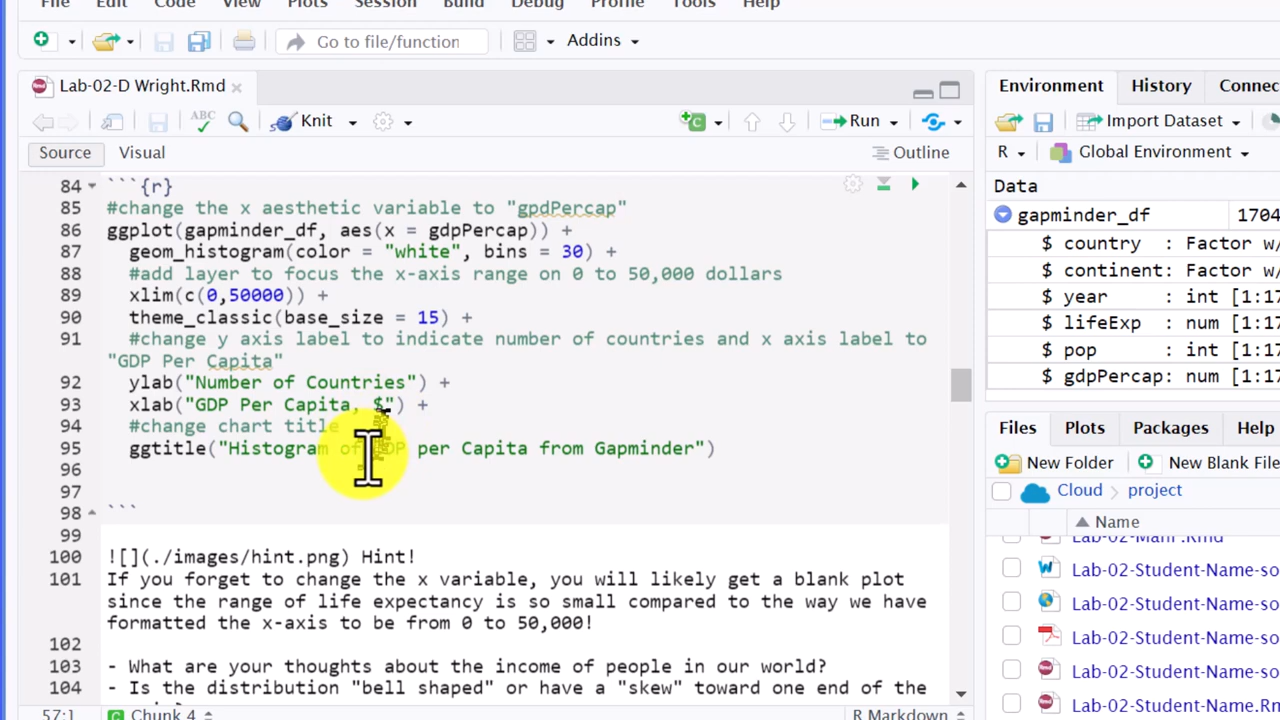 File Edit Code View Plots Session Build Debug Profile Tools Help
Go to file/function Addins
Lab-02-D Wright.Rmd
ABC Knit Run
Source Visual Outline
84 ```{r}
85 #change the x aesthetic variable to "gpdPercap"
86 ggplot(gapminder_df, aes(x = gdpPercap)) +
87 geom_histogram(color = "white", bins = 30) +
88 #add layer to focus the x-axis range on 0 to 50,000 dollars
89 xlim(c(0,50000)) +
90 theme_classic(base_size = 15) +
91 #change y axis label to indicate number of countries and x axis label to
"GDP Per Capita"
92 ylab("Number of Countries") +
93 xlab("GDP Per Capita, $") +
94 #change chart title
95 ggtitle("Histogram of GDP per Capita from Gapminder")
96
97
98 ```
99
100 ![](./images/hint.png) Hint!
101 If you forget to change the x variable, you will likely get a blank plot
since the range of life expectancy is so small compared to the way we have
formatted the x-axis to be from 0 to 50,000!
102
103 - What are your thoughts about the income of people in our world?
104 - Is the distribution "bell shaped" or have a "skew" toward one end of the
57:1 Chunk 4 R Markdown
Environment History Connec
Import Dataset
R Global Environment
Data
gapminder_df 1704
$ country : Factor w/
$ continent: Factor w/
$ year : int [1:17
$ lifeExp : num [1:17
$ pop : int [1:17
$ gdpPercap: num [1:17
Files Plots Packages Help
New Folder New Blank File
Cloud project
Name
Lab-02-Student-Name-so
Lab-02-Student-Name-so
Lab-02-Student-Name-so
Lab-02-Student-Name-so
Lab-02-Student-Name.Rn